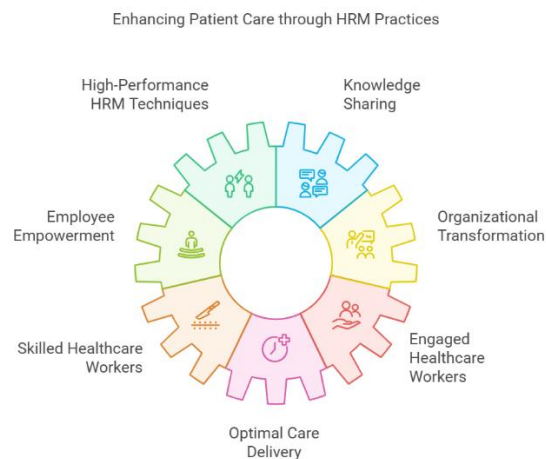 Enhancing Patient Care through HRM Practices
High-Performance
HRM Techniques
Knowledge
Sharing
Employee
Empowerment
Organizational
Transformation
Skilled Healthcare
Workers
Engaged
Healthcare
Workers
Optimal Care
Delivery